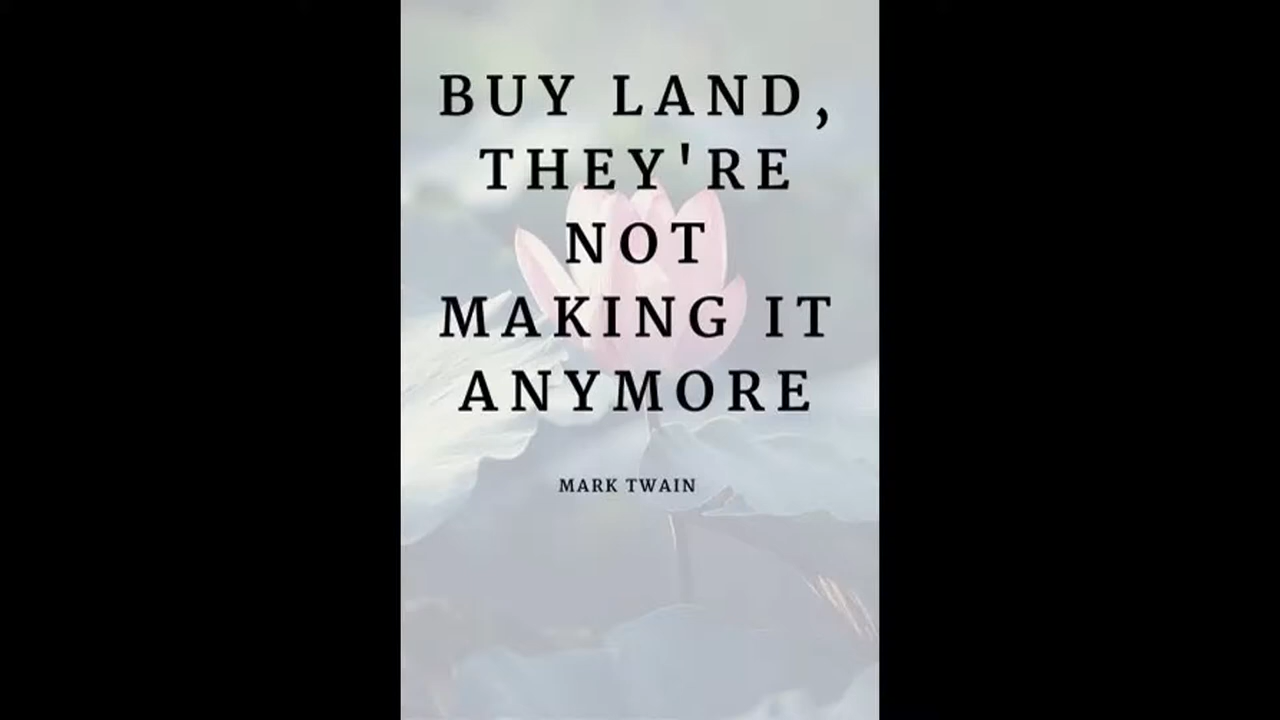 BUY LAND,
THEY'RE
NOT
MAKING IT
ANYMORE
MARK TWAIN